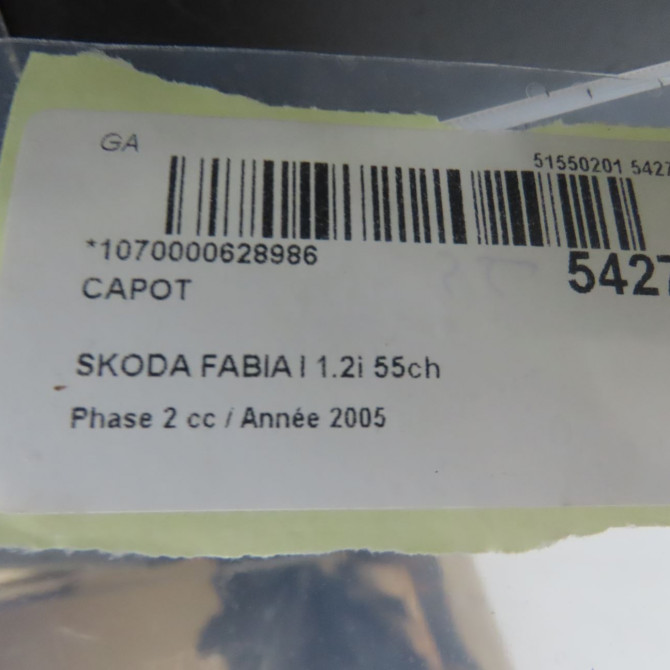 GA
51550201 5427
*1070000628986
5427
CAPOT
SKODA FABIA I 1.2i 55ch
Phase 2 cc / Année 2005